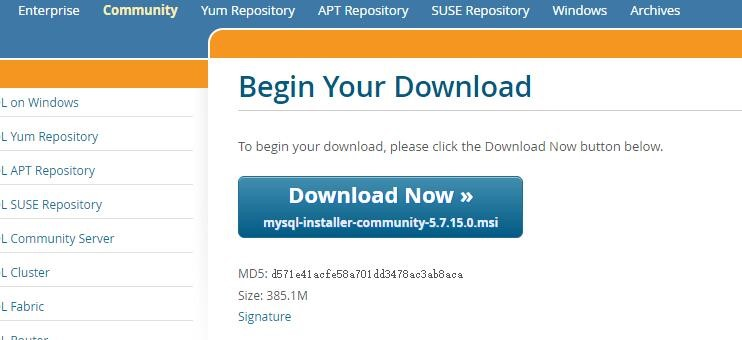 Enterprise Community Yum Repository APT Repository SUSE Repository Windows Archives
L on Windows
L Yum Repository
L APT Repository
L SUSE Repository
L Community Server
L Cluster
L Fabric
L Router
Begin Your Download
To begin your download, please click the Download Now button below.
Download Now »
mysql-installer-community-5.7.15.0.msi
MD5: d571e41acfe58a701dd3478ac3ab8aca
Size: 385.1M
Signature